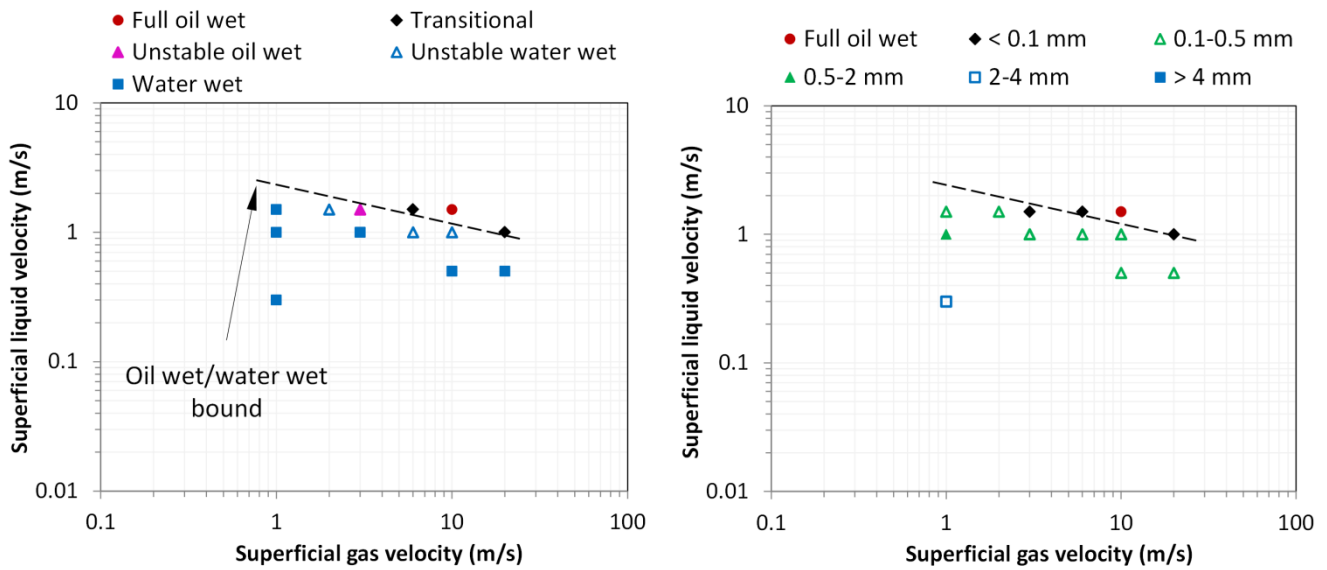 Full oil wet
Transitional
Unstable oil wet
Unstable water wet
Water wet
10
1
0.1
0.01
Superficial liquid velocity (m/s)
Oil wet/water wet
bound
0.1
1
10
100
Superficial gas velocity (m/s)
Full oil wet
< 0.1 mm
0.1-0.5 mm
0.5-2 mm
2-4 mm
> 4 mm
10
1
0.1
0.01
Superficial liquid velocity (m/s)
0.1
1
10
100
Superficial gas velocity (m/s)